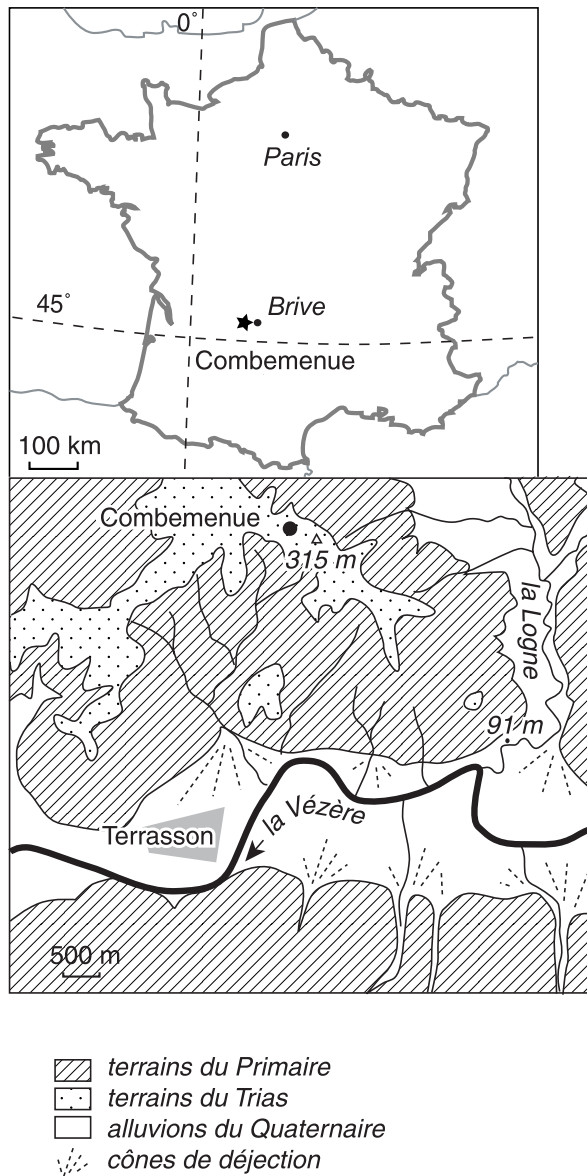 0°
Paris
45°
Brive
Combemenue
100 km
Combemenue
315 m
la Logne
91 m
la Vézère
Terrasson
500 m
terrains du Primaire
terrains du Trias
alluvions du Quaternaire
cônes de déjection